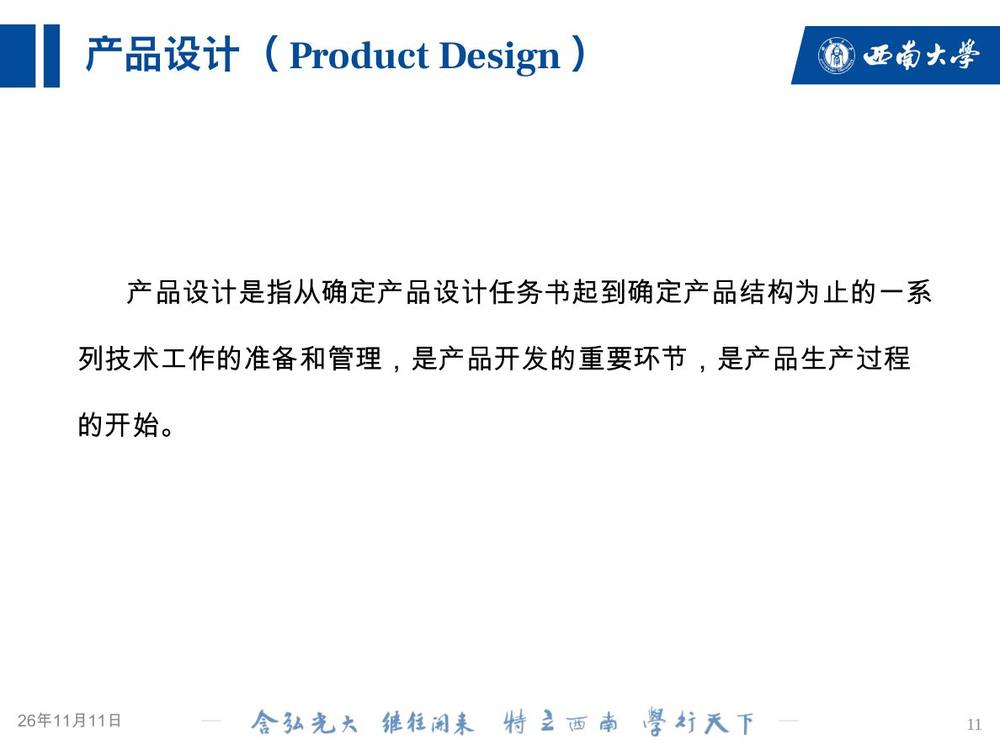 产品设计（Product Design）
西南大学
产品设计是指从确定产品设计任务书起到确定产品结构为止的一系
列技术工作的准备和管理，是产品开发的重要环节，是产品生产过程
的开始。
26年11月11日
含弘光大 继往开来 特立西南 學行天下
11